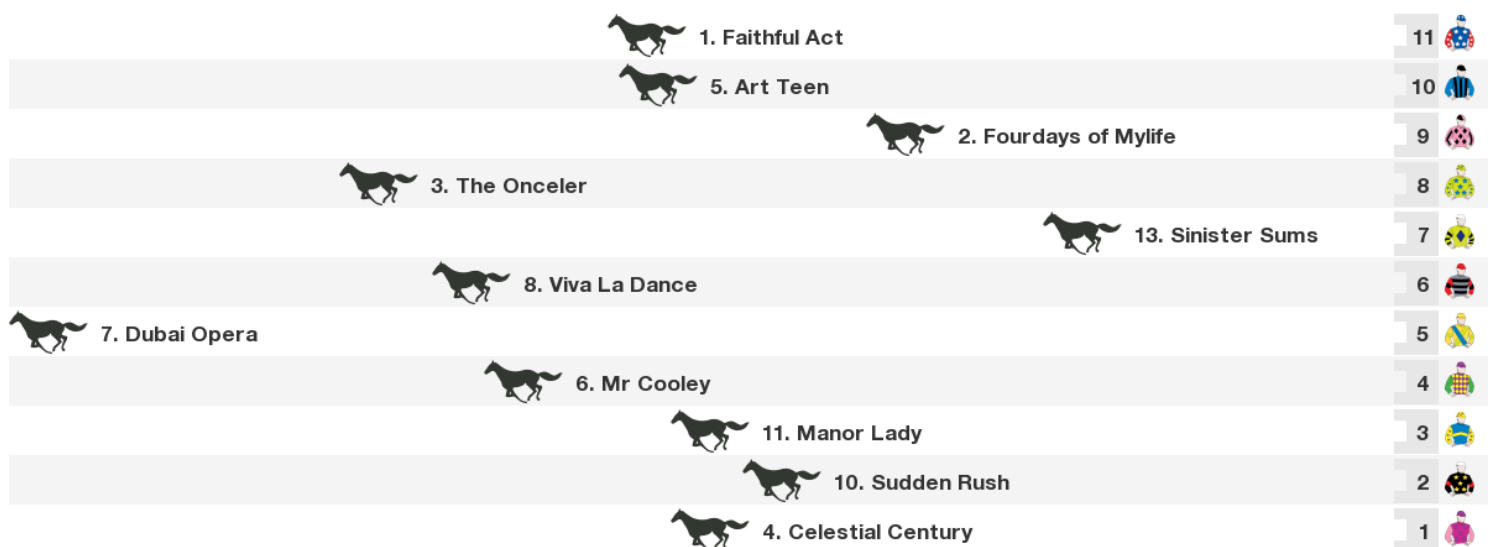 1. Faithful Act 11
5. Art Teen 10
2. Fourdays of Mylife 9
3. The Onceler 8
13. Sinister Sums 7
8. Viva La Dance 6
7. Dubai Opera 5
6. Mr Cooley 4
11. Manor Lady 3
10. Sudden Rush 2
4. Celestial Century 1